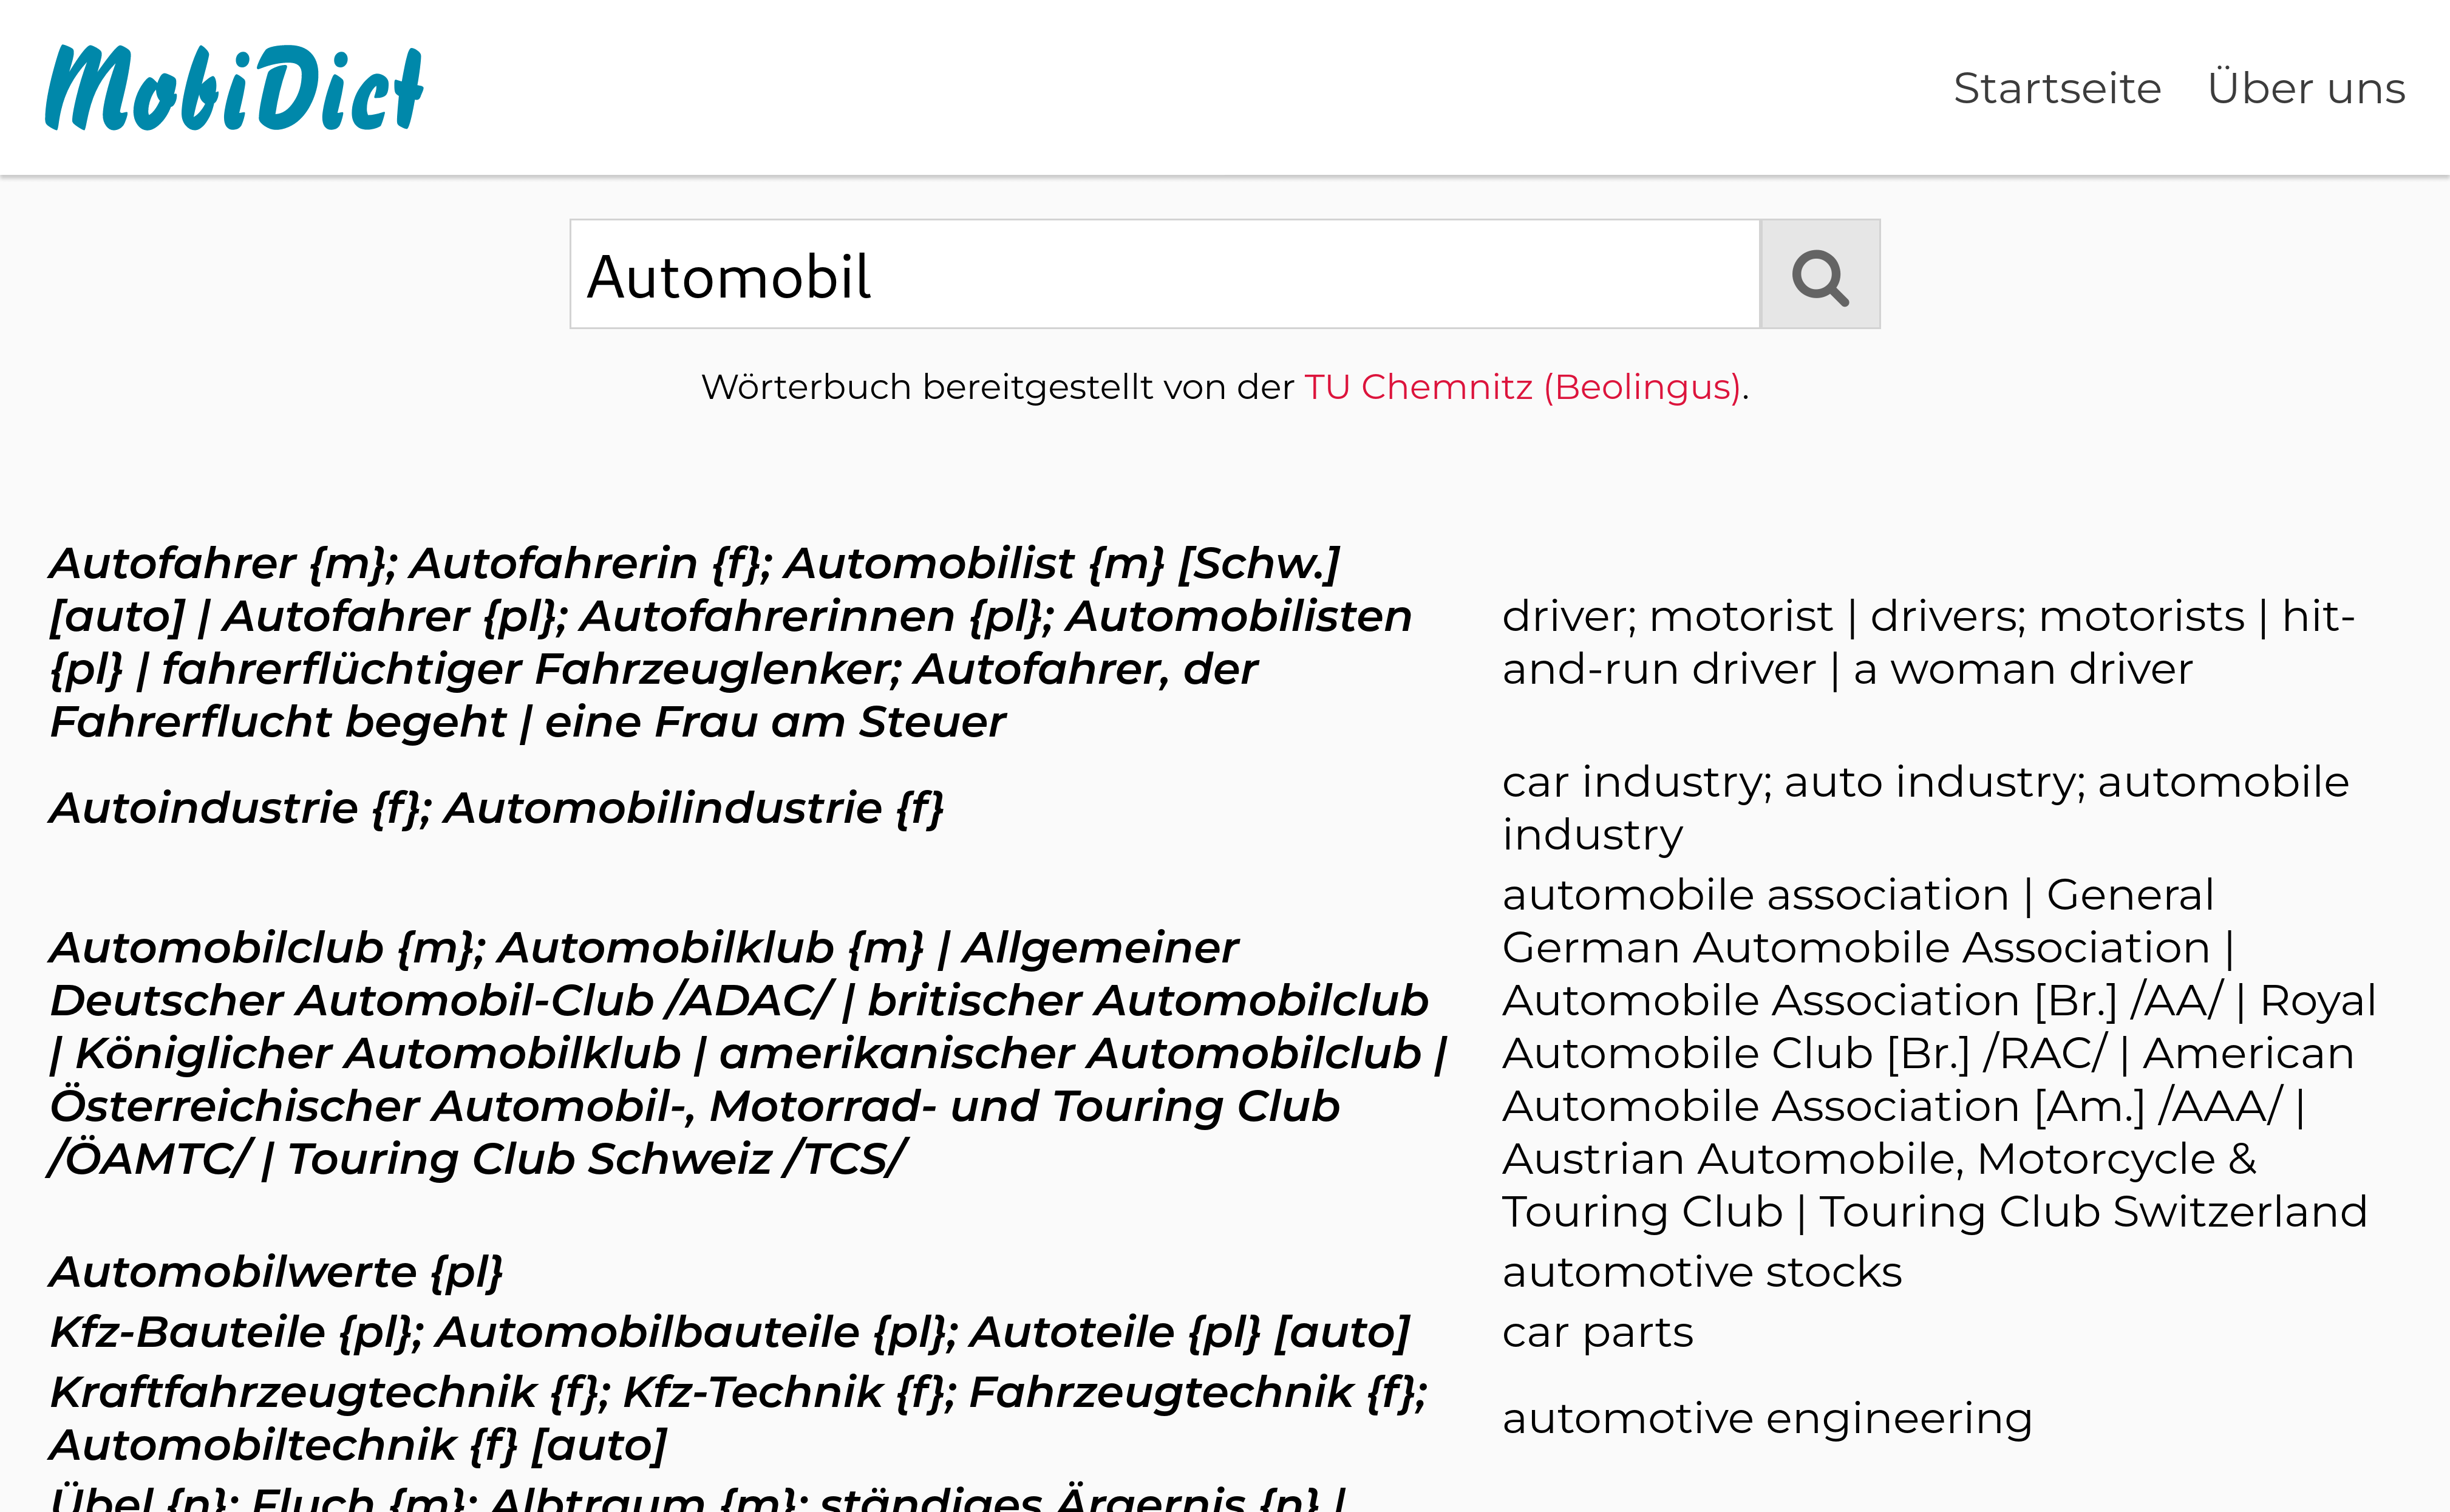 MobiDict
Startseite Über uns
Automobil
Wörterbuch bereitgestellt von der TU Chemnitz (Beolingus).
Autofahrer {m}; Autofahrerin {f}; Automobilist {m} [Schw.]
[auto] | Autofahrer {pl}; Autofahrerinnen {pl}; Automobilisten
{pl} | fahrerflüchtiger Fahrzeuglenker; Autofahrer, der
Fahrerflucht begeht | eine Frau am Steuer
driver; motorist | drivers; motorists | hit-
and-run driver | a woman driver
Autoindustrie {f}; Automobilindustrie {f}
car industry; auto industry; automobile
industry
Automobilclub {m}; Automobilklub {m} | Allgemeiner
Deutscher Automobil-Club /ADAC/ | britischer Automobilclub
| Königlicher Automobilklub | amerikanischer Automobilclub |
Österreichischer Automobil-, Motorrad- und Touring Club
/ÖAMTC/ | Touring Club Schweiz /TCS/
automobile association | General
German Automobile Association |
Automobile Association [Br.] /AA/ | Royal
Automobile Club [Br.] /RAC/ | American
Automobile Association [Am.] /AAA/ |
Austrian Automobile, Motorcycle &
Touring Club | Touring Club Switzerland
Automobilwerte {pl}
automotive stocks
Kfz-Bauteile {pl}; Automobilbauteile {pl}; Autoteile {pl} [auto]
car parts
Kraftfahrzeugtechnik {f}; Kfz-Technik {f}; Fahrzeugtechnik {f};
Automobiltechnik {f} [auto]
automotive engineering
Übel {n}; Fluch {m}; Albtraum {m}; ständiges Ärgernis {n} |